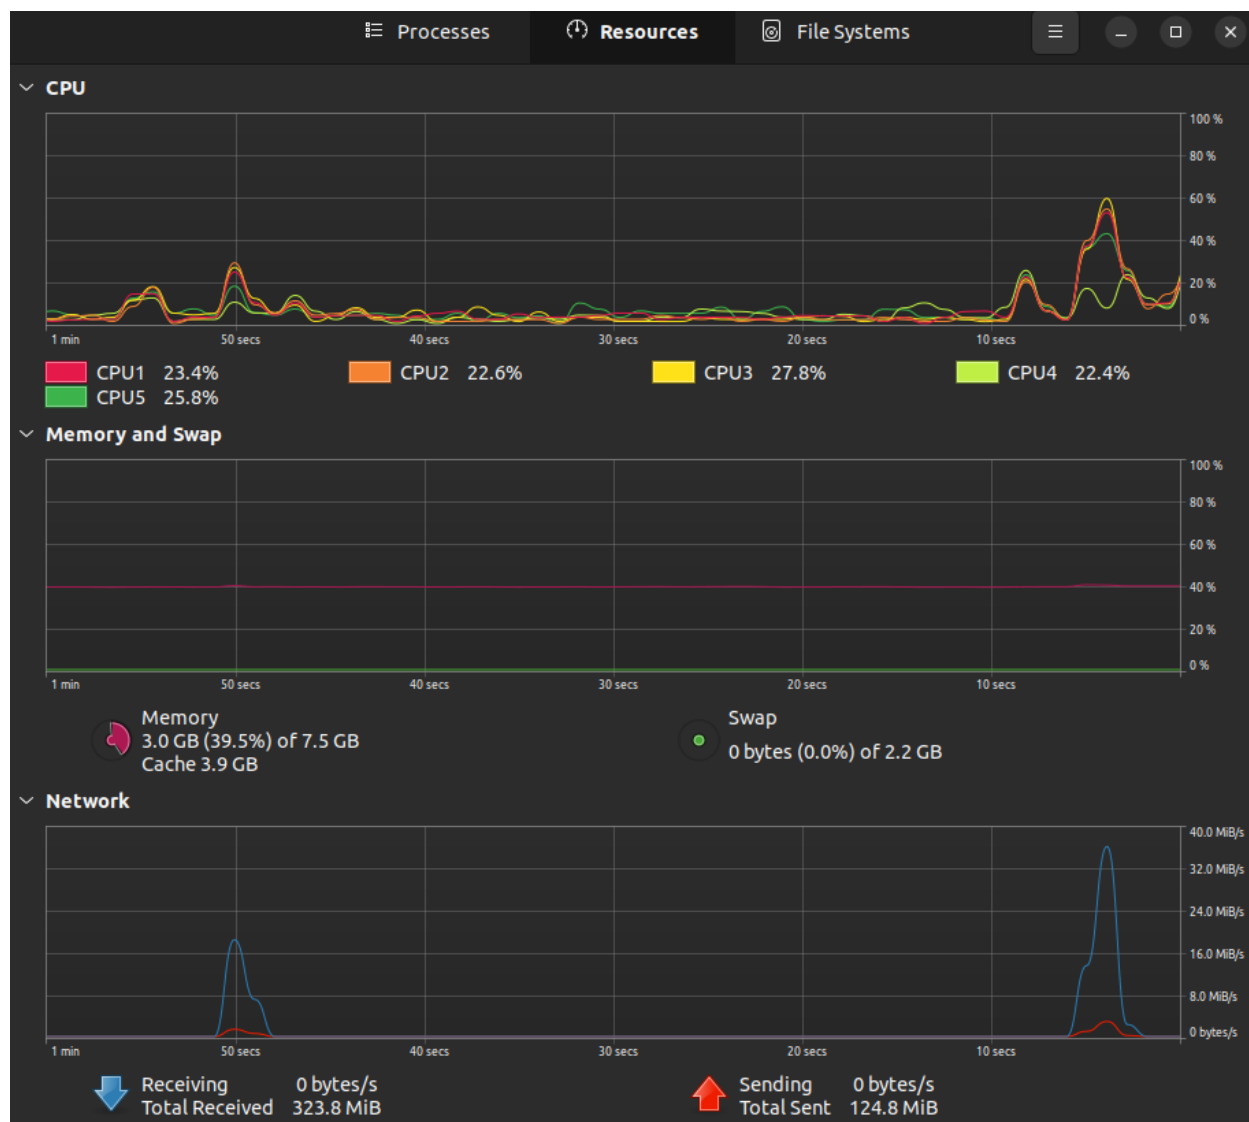 Processes Resources File Systems
CPU
100 %
80 %
60 %
40 %
20 %
0 %
1 min 50 secs 40 secs 30 secs 20 secs 10 secs
CPU1 23.4% CPU2 22.6% CPU3 27.8% CPU4 22.4%
CPU5 25.8%
Memory and Swap
100 %
80 %
60 %
40 %
20 %
0 %
1 min 50 secs 40 secs 30 secs 20 secs 10 secs
Memory
3.0 GB (39.5%) of 7.5 GB
Cache 3.9 GB
Swap
0 bytes (0.0%) of 2.2 GB
Network
40.0 MiB/s
32.0 MiB/s
24.0 MiB/s
16.0 MiB/s
8.0 MiB/s
0 bytes/s
1 min 50 secs 40 secs 30 secs 20 secs 10 secs
Receiving 0 bytes/s
Total Received 323.8 MiB
Sending 0 bytes/s
Total Sent 124.8 MiB